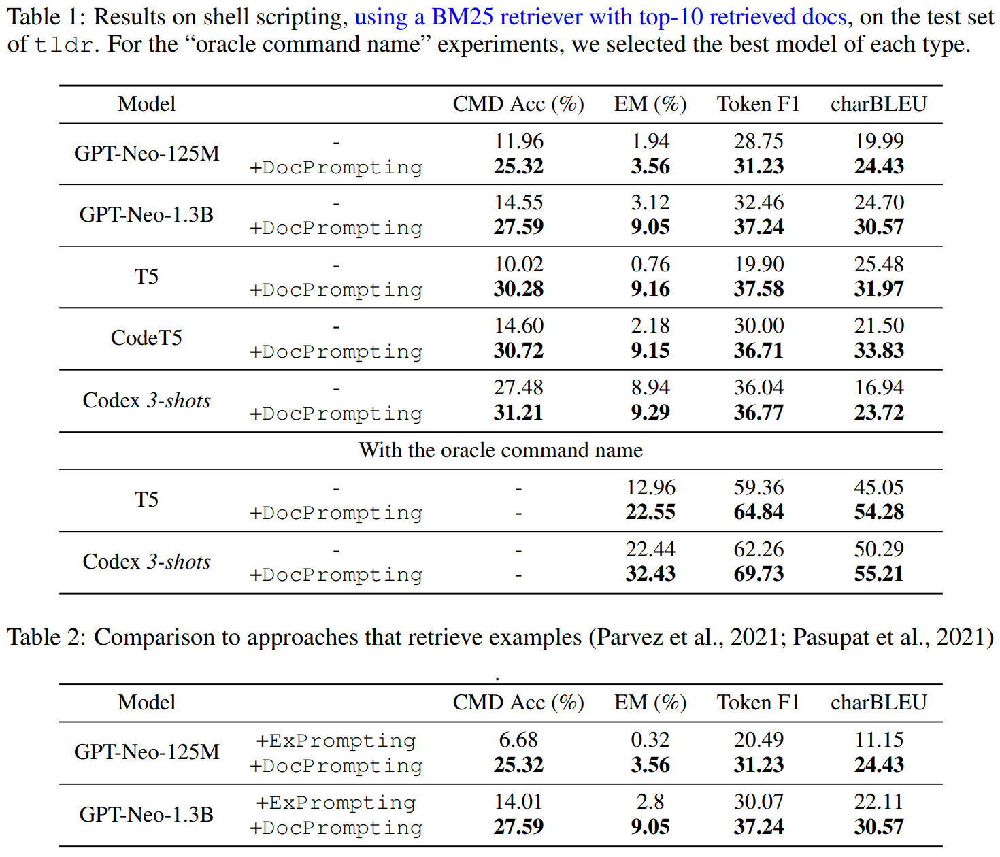 Table 1: Results on shell scripting, using a BM25 retriever with top-10 retrieved docs, on the test set
of tldr. For the “oracle command name” experiments, we selected the best model of each type.
Model CMD Acc (%) EM (%) Token F1 charBLEU
GPT-Neo-125M - 11.96 1.94 28.75 19.99
+DocPrompting 25.32 3.56 31.23 24.43
GPT-Neo-1.3B - 14.55 3.12 32.46 24.70
+DocPrompting 27.59 9.05 37.24 30.57
T5 - 10.02 0.76 19.90 25.48
+DocPrompting 30.28 9.16 37.58 31.97
CodeT5 - 14.60 2.18 30.00 21.50
+DocPrompting 30.72 9.15 36.71 33.83
Codex 3-shots - 27.48 8.94 36.04 16.94
+DocPrompting 31.21 9.29 36.77 23.72
With the oracle command name
T5 - - 12.96 59.36 45.05
+DocPrompting - 22.55 64.84 54.28
Codex 3-shots - - 22.44 62.26 50.29
+DocPrompting - 32.43 69.73 55.21
Table 2: Comparison to approaches that retrieve examples (Parvez et al., 2021; Pasupat et al., 2021)
.
Model CMD Acc (%) EM (%) Token F1 charBLEU
GPT-Neo-125M +ExPrompting 6.68 0.32 20.49 11.15
+DocPrompting 25.32 3.56 31.23 24.43
GPT-Neo-1.3B +ExPrompting 14.01 2.8 30.07 22.11
+DocPrompting 27.59 9.05 37.24 30.57